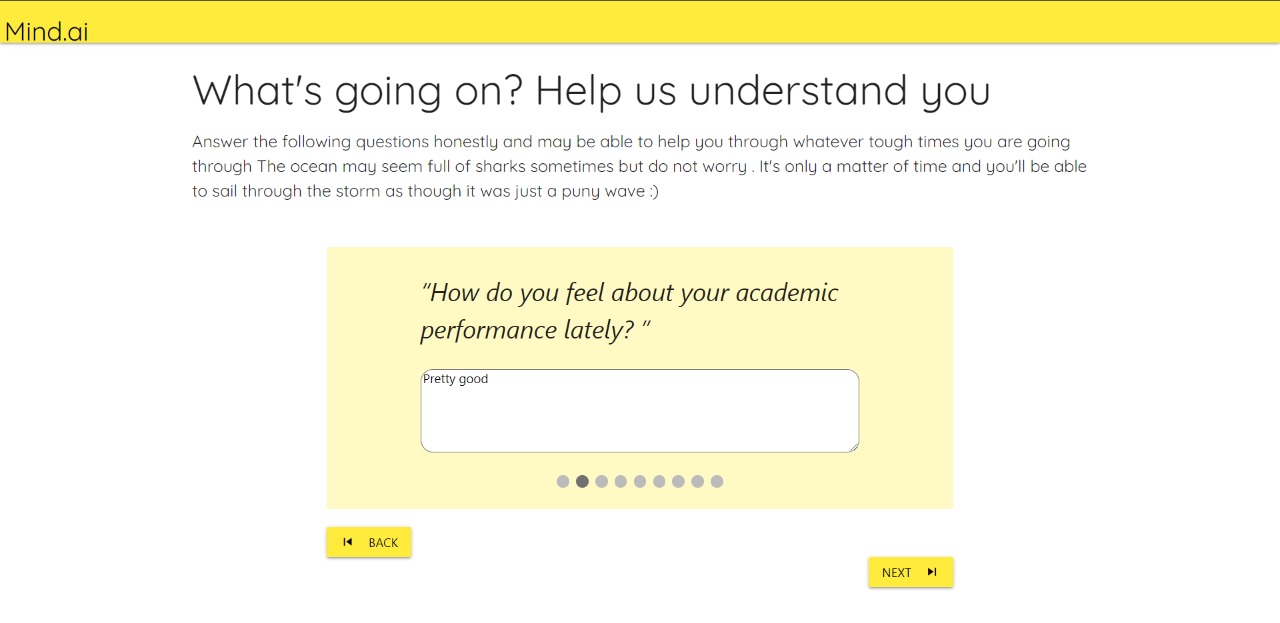 Mind.ai
What's going on? Help us understand you
Answer the following questions honestly and may be able to help you through whatever tough times you are going
through The ocean may seem full of sharks sometimes but do not worry . It's only a matter of time and you'll be able
to sail through the storm as though it was just a puny wave :)
“How do you feel about your academic
performance lately? ”
Pretty good
BACK
NEXT